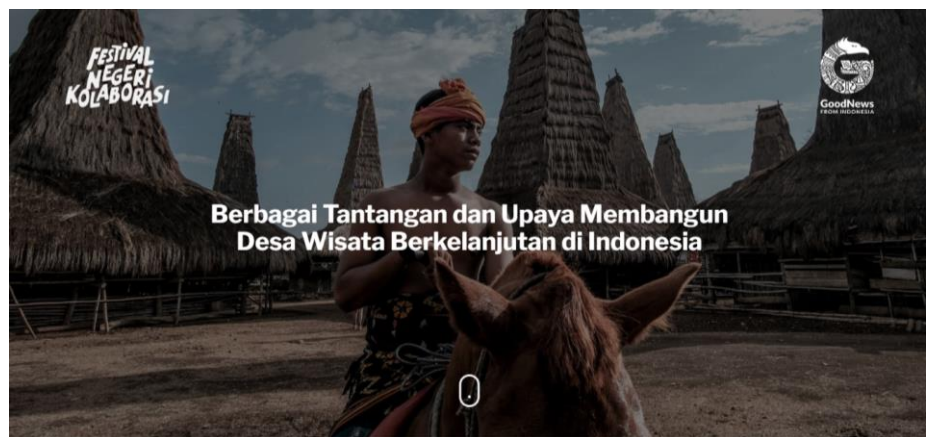 FESTIVAL
NEGERI
KOLABORASI
GoodNews
FROM INDONESIA
Berbagai Tantangan dan Upaya Membangun
Desa Wisata Berkelanjutan di Indonesia